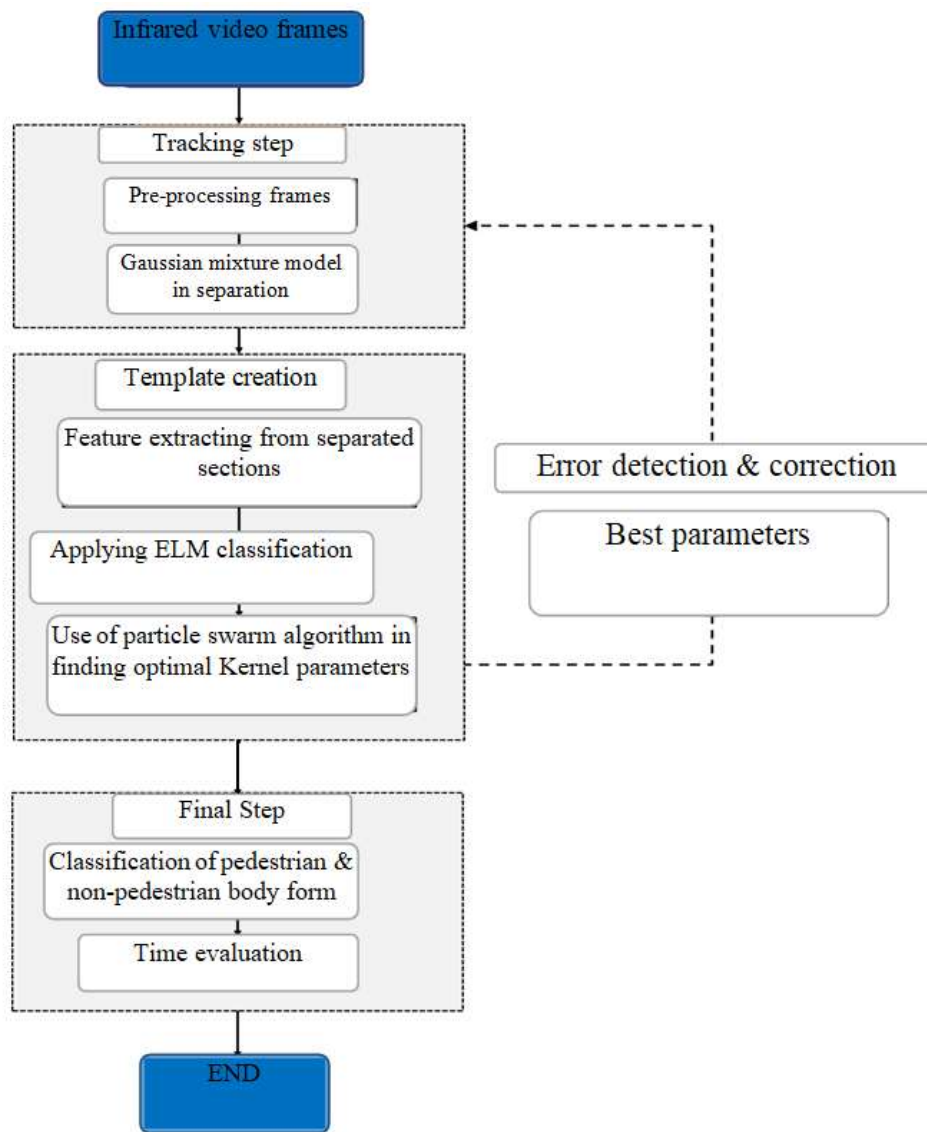 Infrared video frames
Tracking step
Pre-processing frames
Gaussian mixture model
in separation
Template creation
Feature extracting from separated
sections
Applying ELM classification
Use of particle swarm algorithm in
finding optimal Kernel parameters
Error detection & correction
Best parameters
Final Step
Classification of pedestrian &
non-pedestrian body form
Time evaluation
END